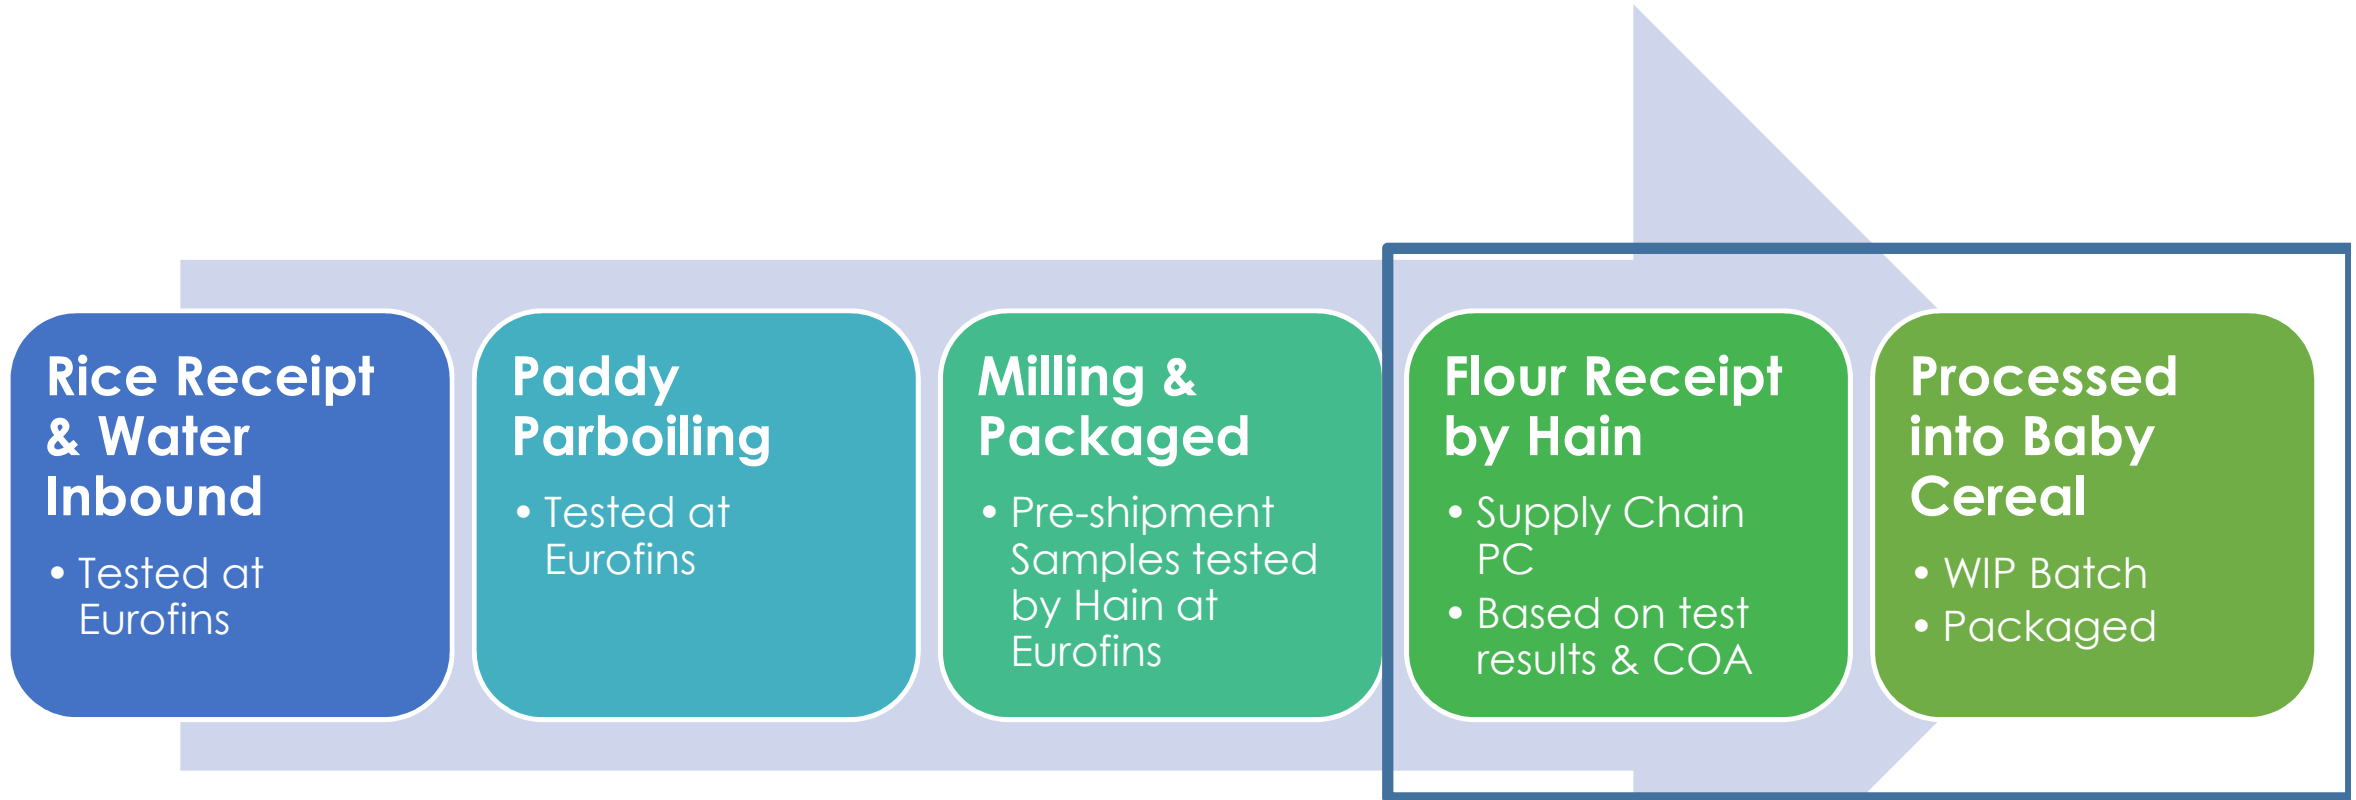 Rice Receipt
& Water
Inbound
• Tested at
Eurofins
Paddy
Parboiling
• Tested at
Eurofins
Milling &
Packaged
• Pre-shipment
Samples tested
by Hain at
Eurofins
Flour Receipt
by Hain
• Supply Chain
PC
• Based on test
results & COA
Processed
into Baby
Cereal
• WIP Batch
• Packaged